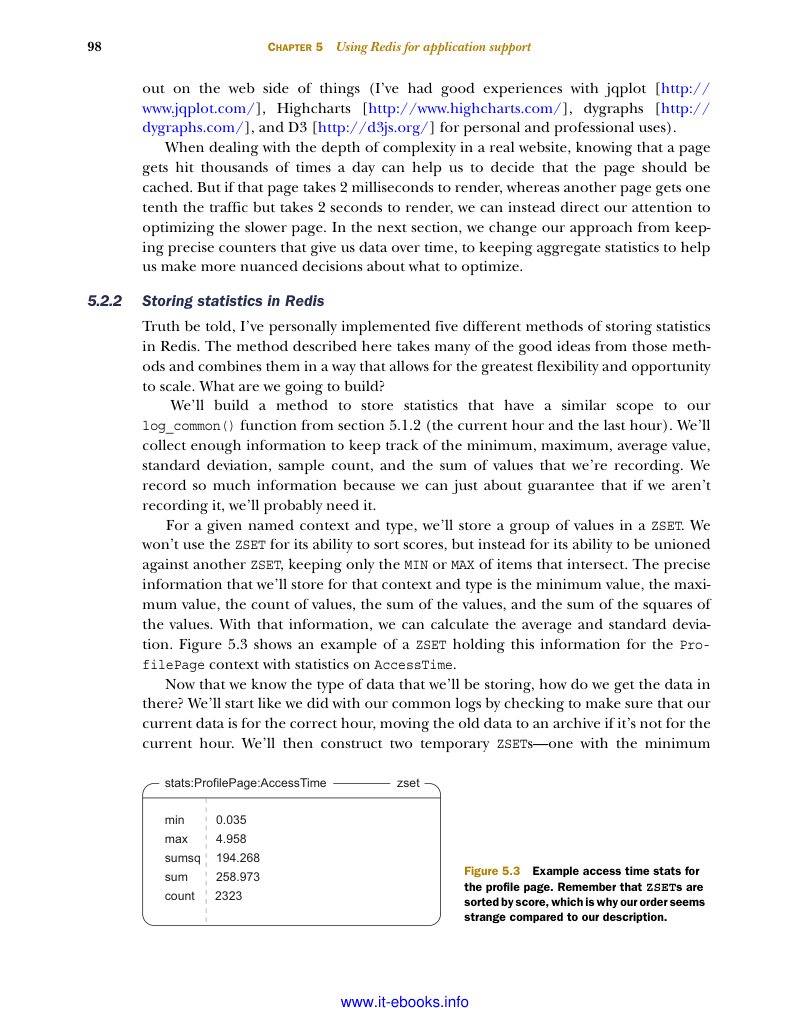 98
CHAPTER 5 Using Redis for application support
out on the web side of things (I've had good experiences with jqplot [http://
www.jqplot.com/], Highcharts [http://www.highcharts.com/], dygraphs [http://
dygraphs.com/], and D3 [http://d3js.org/] for personal and professional uses).
When dealing with the depth of complexity in a real website, knowing that a page
gets hit thousands of times a day can help us to decide that the page should be
cached. But if that page takes 2 milliseconds to render, whereas another page gets one
tenth the traffic but takes 2 seconds to render, we can instead direct our attention to
optimizing the slower page. In the next section, we change our approach from keep-
ing precise counters that give us data over time, to keeping aggregate statistics to help
us make more nuanced decisions about what to optimize.
5.2.2 Storing statistics in Redis
Truth be told, I've personally implemented five different methods of storing statistics
in Redis. The method described here takes many of the good ideas from those meth-
ods and combines them in a way that allows for the greatest flexibility and opportunity
to scale. What are we going to build?
We'll build a method to store statistics that have a similar scope to our
log_common() function from section 5.1.2 (the current hour and the last hour). We'll
collect enough information to keep track of the minimum, maximum, average value,
standard deviation, sample count, and the sum of values that we're recording. We
record so much information because we can just about guarantee that if we aren't
recording it, we'll probably need it.
For a given named context and type, we'll store a group of values in a ZSET. We
won't use the ZSET for its ability to sort scores, but instead for its ability to be unioned
against another ZSET, keeping only the MIN or MAX of items that intersect. The precise
information that we'll store for that context and type is the minimum value, the maxi-
mum value, the count of values, the sum of the values, and the sum of the squares of
the values. With that information, we can calculate the average and standard devia-
tion. Figure 5.3 shows an example of a ZSET holding this information for the Pro-
filePage context with statistics on AccessTime.
Now that we know the type of data that we'll be storing, how do we get the data in
there? We'll start like we did with our common logs by checking to make sure that our
current data is for the correct hour, moving the old data to an archive if it's not for the
current hour. We'll then construct two temporary ZSETs—one with the minimum
stats:ProfilePage:AccessTime zset
min 0.035
max 4.958
sumsq 194.268
sum 258.973
count 2323
Figure 5.3 Example access time stats for
the profile page. Remember that ZSETs are
sorted by score, which is why our order seems
strange compared to our description.
www.it-ebooks.info